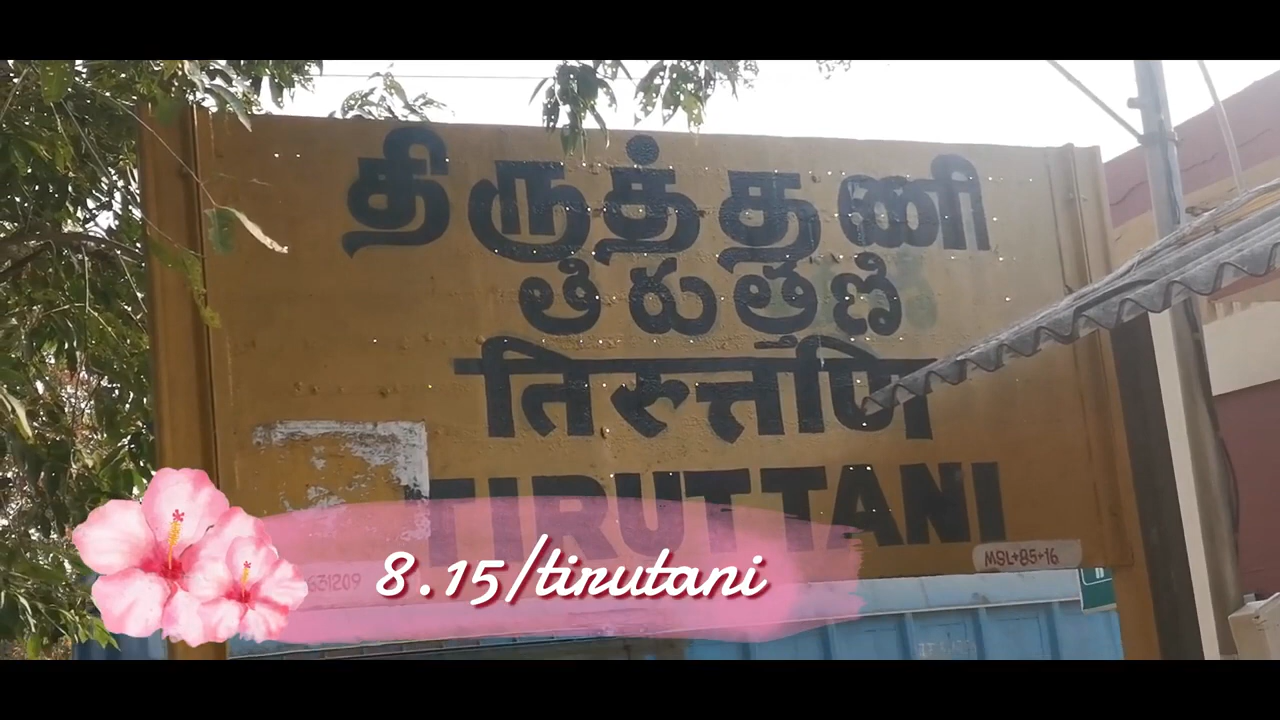 திருத்தணி
తిరుత్తణి
तिरुत्तणि
TIRUTTANI
MSL+85+16
631209
8.15/tirutani